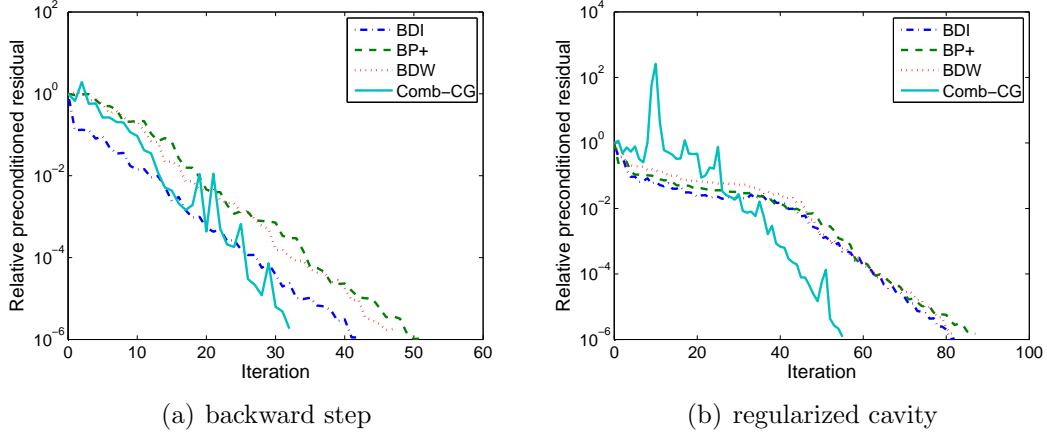 10^2
10^0
10^−2
10^−4
10^−6
Relative preconditioned residual
0 10 20 30 40 50 60
Iteration
BDI
BP+
BDW
Comb−CG
(a) backward step
10^4
10^2
10^0
10^−2
10^−4
10^−6
Relative preconditioned residual
0 20 40 60 80 100
Iteration
BDI
BP+
BDW
Comb−CG
(b) regularized cavity